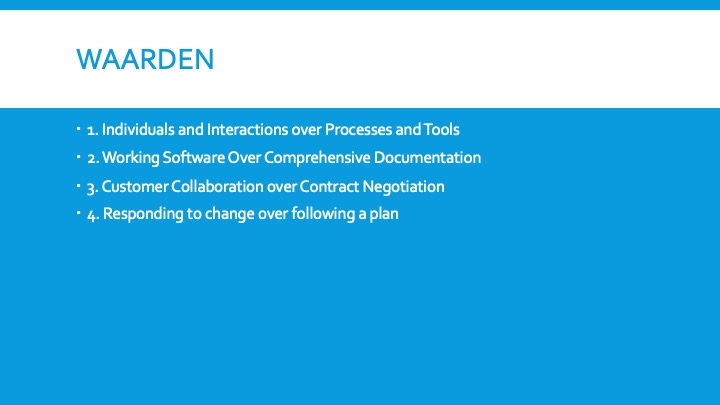 WAARDEN
▪ 1. Individuals and Interactions over Processes and Tools
▪ 2. Working Software Over Comprehensive Documentation
▪ 3. Customer Collaboration over Contract Negotiation
▪ 4. Responding to change over following a plan